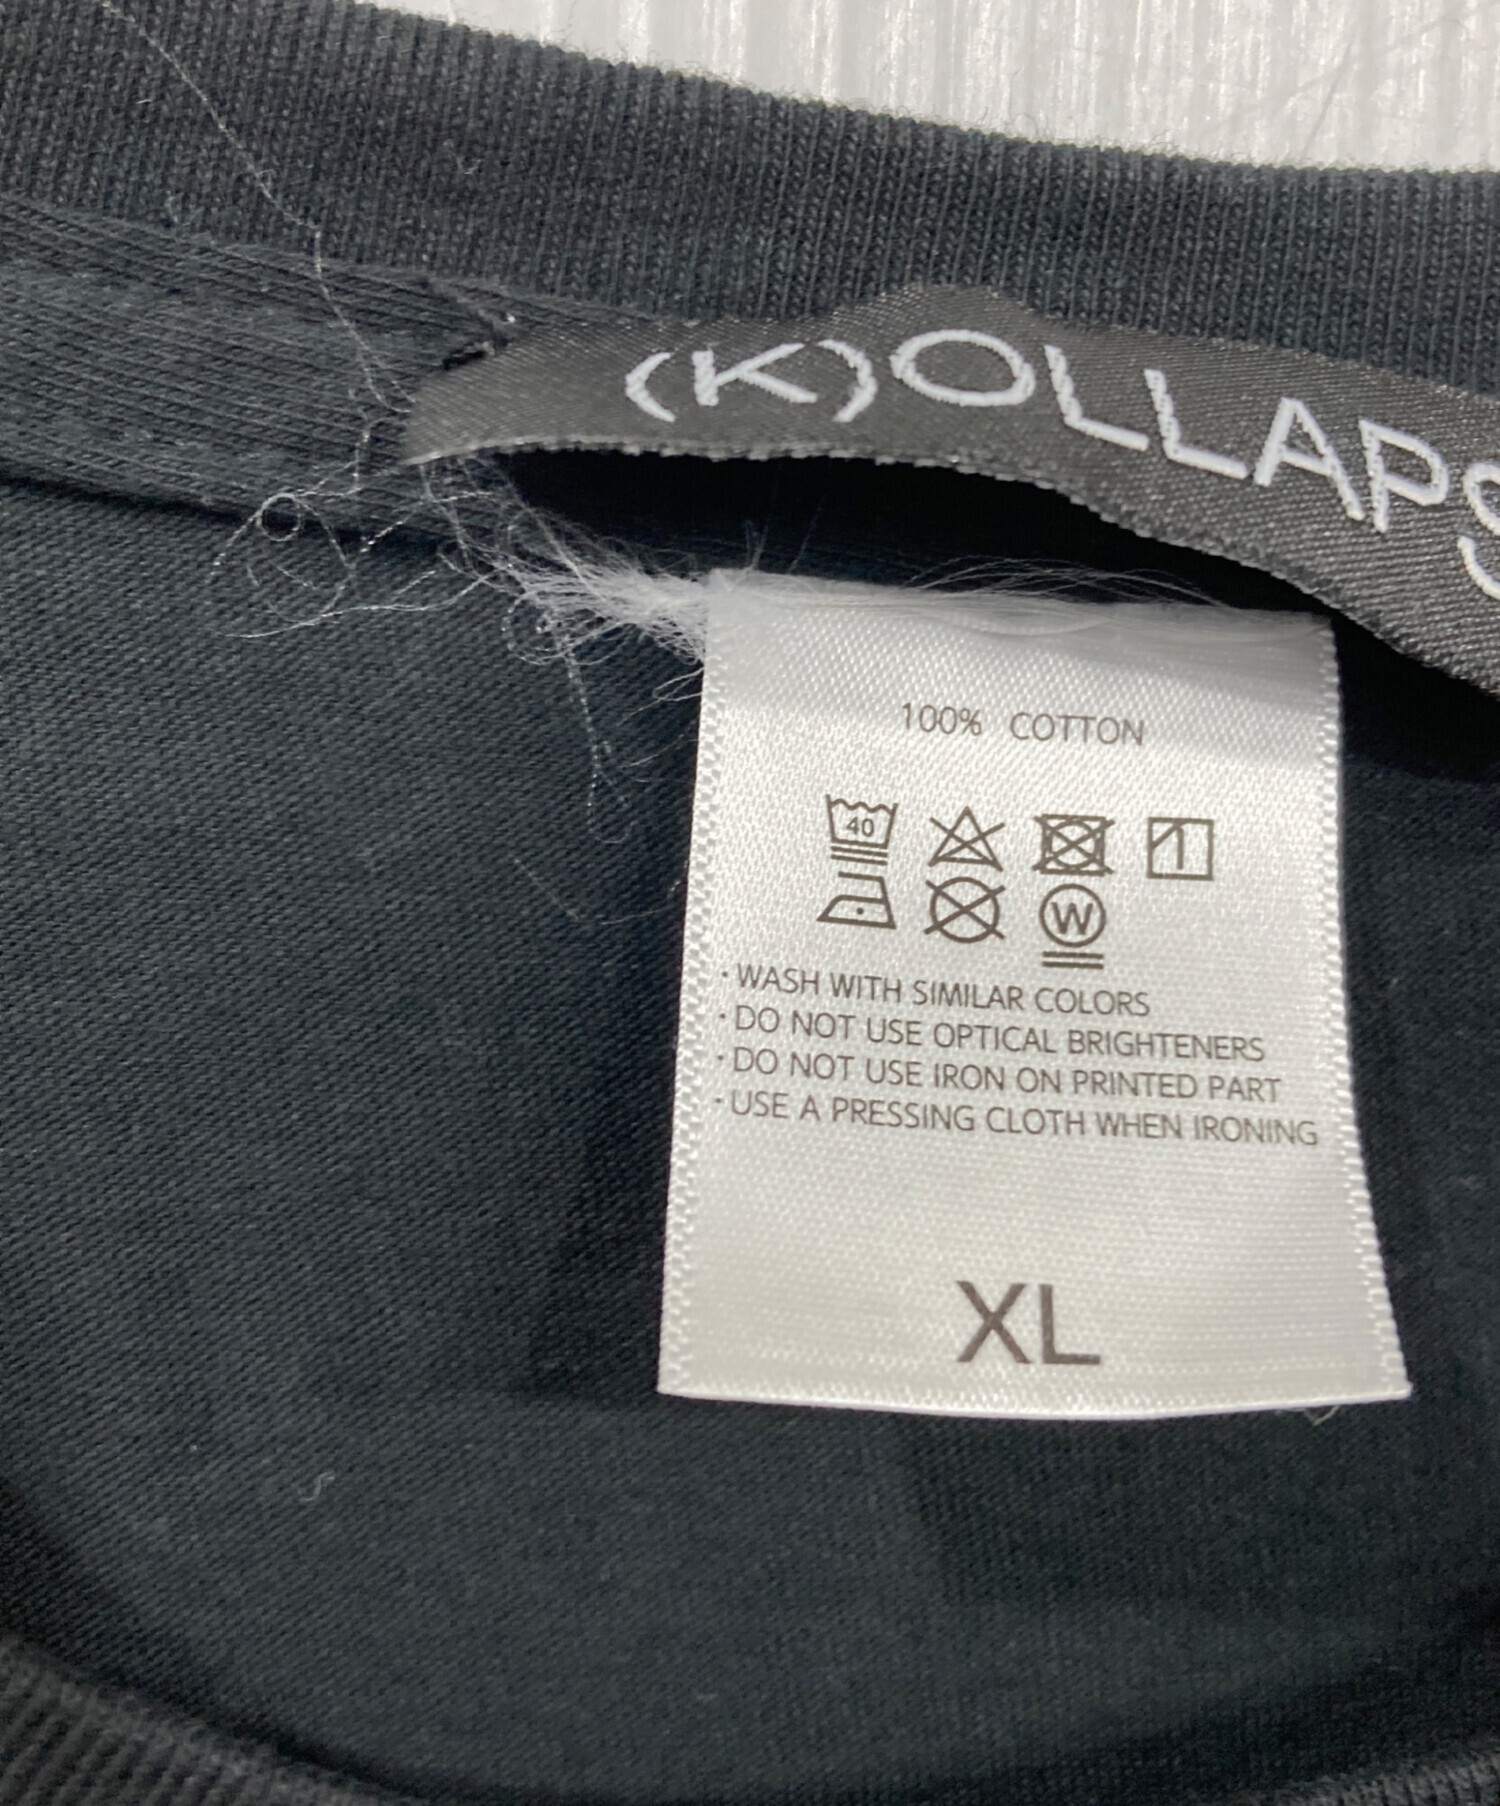 (K)OLLAPS
100% COTTON
40
W
· WASH WITH SIMILAR COLORS
· DO NOT USE OPTICAL BRIGHTENERS
· DO NOT USE IRON ON PRINTED PART
· USE A PRESSING CLOTH WHEN IRONING
XL